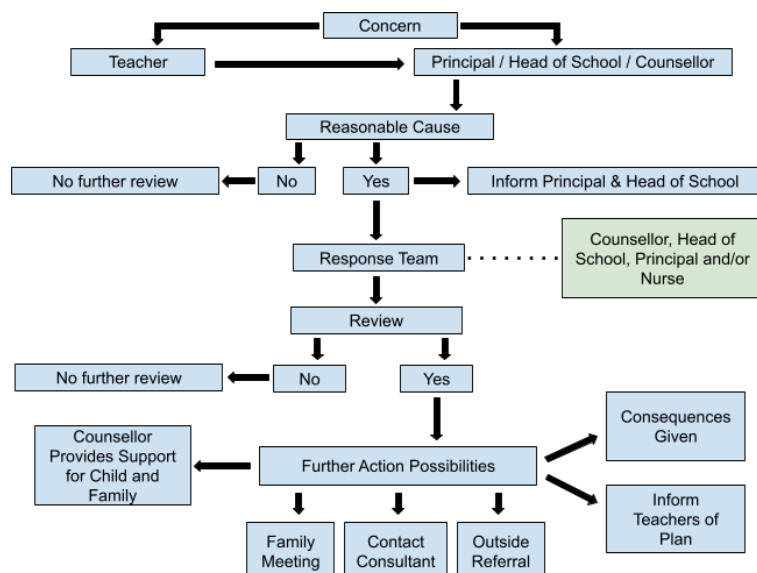 Concern
Teacher
Principal / Head of School / Counsellor
Reasonable Cause
No further review
No
Yes
Inform Principal & Head of School
Response Team
Counsellor, Head of
School, Principal and/or
Nurse
Review
No further review
No
Yes
Counsellor
Provides Support
for Child and
Family
Further Action Possibilities
Consequences
Given
Inform
Teachers of
Plan
Family
Meeting
Contact
Consultant
Outside
Referral